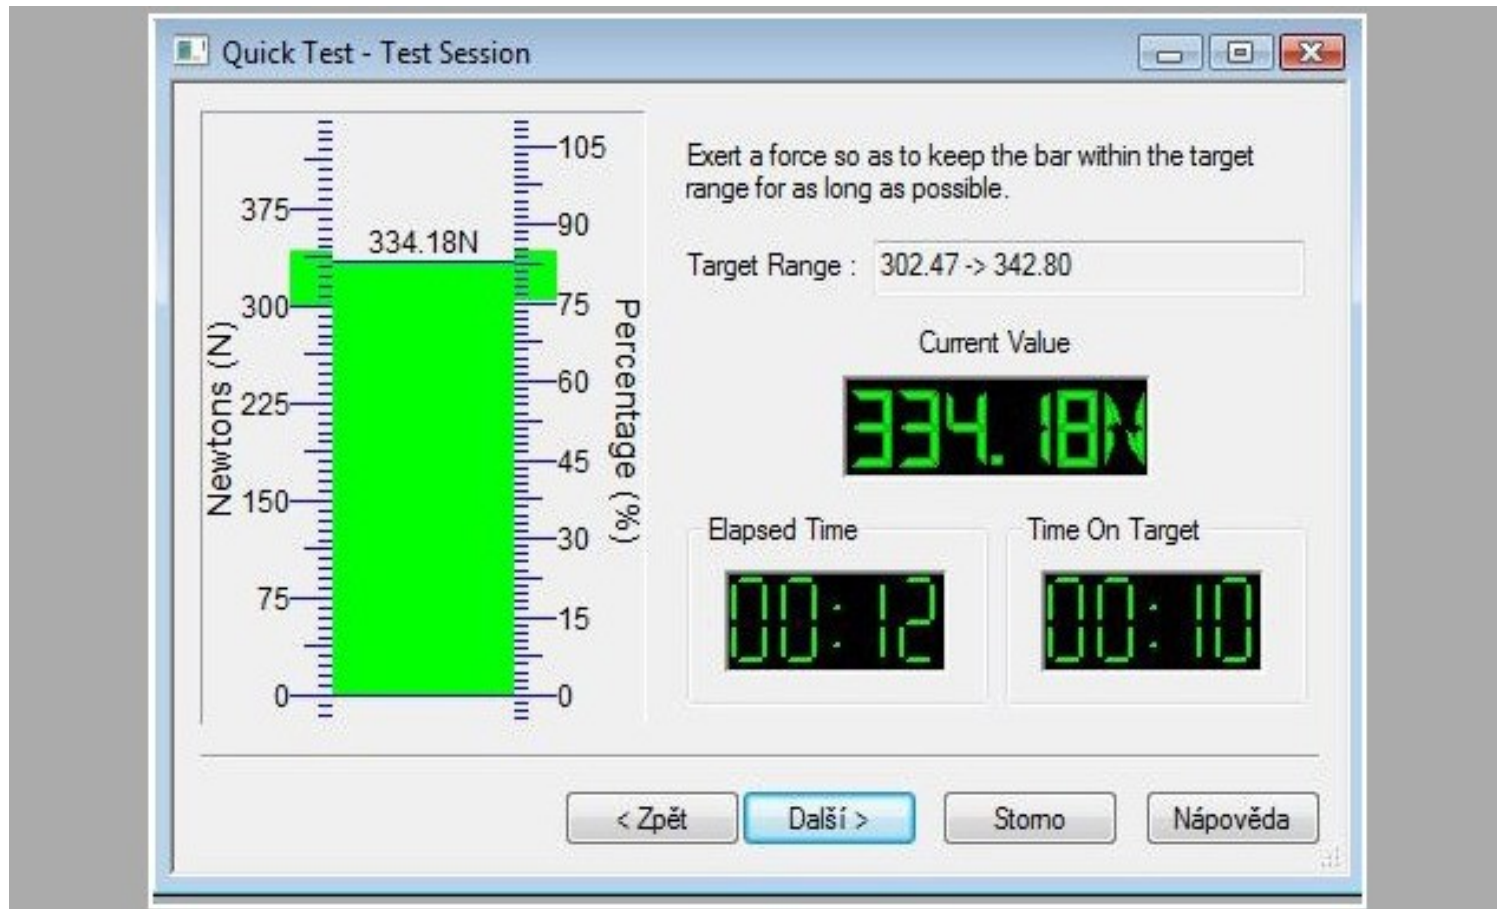 Quick Test - Test Session
Exert a force so as to keep the bar within the target
range for as long as possible.
Target Range : 302.47 -> 342.80
Current Value
334.18N
Elapsed Time
00:12
Time On Target
00:10
Newtons (N)
375
300
225
150
75
0
334.18N
105
90
75
60
45
30
15
0
Percentage (%)
< Zpět
Další >
Storno
Nápověda